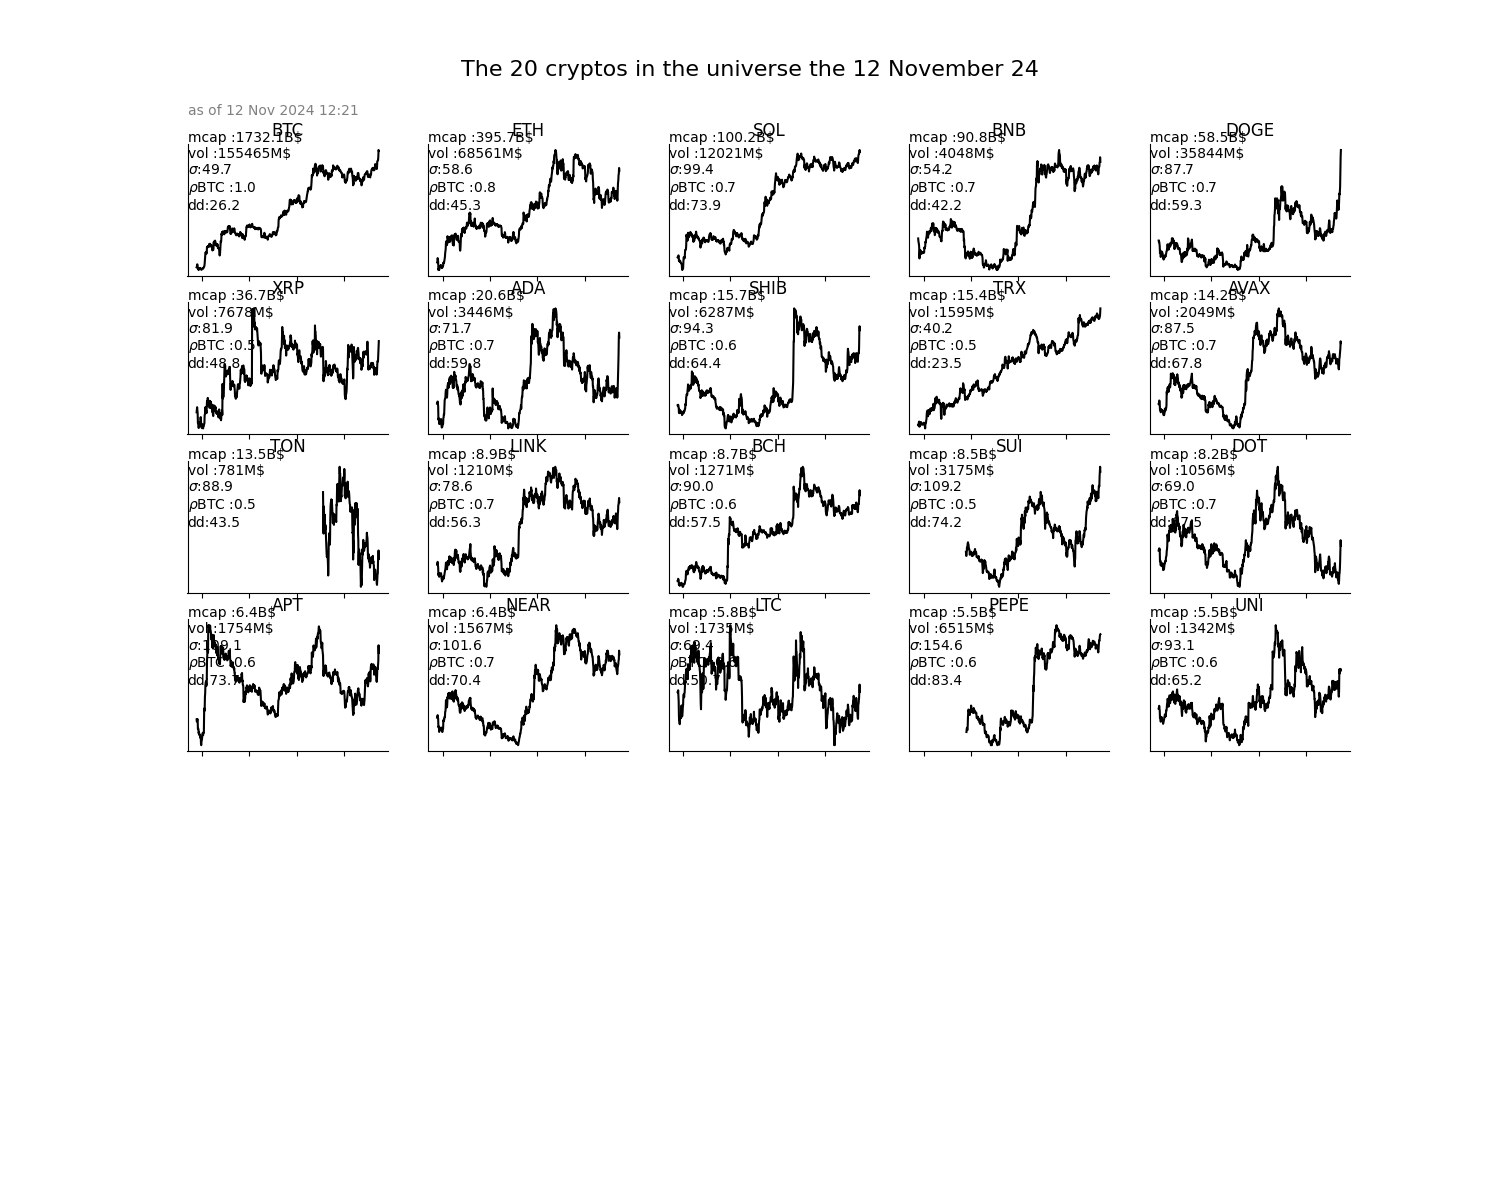 The 20 cryptos in the universe the 12 November 24
as of 12 Nov 2024 12:21
BTC
mcap :1732.1B$
vol :155465M$
σ:49.7
ρBTC :1.0
dd:26.2
ETH
mcap :395.7B$
vol :68561M$
σ:58.6
ρBTC :0.8
dd:45.3
SOL
mcap :100.2B$
vol :12021M$
σ:99.4
ρBTC :0.7
dd:73.9
BNB
mcap :90.8B$
vol :4048M$
σ:54.2
ρBTC :0.7
dd:42.2
DOGE
mcap :58.5B$
vol :35844M$
σ:87.7
ρBTC :0.7
dd:59.3
XRP
mcap :36.7B$
vol :7678M$
σ:81.9
ρBTC :0.5
dd:48.8
ADA
mcap :20.6B$
vol :3446M$
σ:71.7
ρBTC :0.7
dd:59.8
SHIB
mcap :15.7B$
vol :6287M$
σ:94.3
ρBTC :0.6
dd:64.4
TRX
mcap :15.4B$
vol :1595M$
σ:40.2
ρBTC :0.5
dd:23.5
AVAX
mcap :14.2B$
vol :2049M$
σ:87.5
ρBTC :0.7
dd:67.8
TON
mcap :13.5B$
vol :781M$
σ:88.9
ρBTC :0.5
dd:43.5
LINK
mcap :8.9B$
vol :1210M$
σ:78.6
ρBTC :0.7
dd:56.3
BCH
mcap :8.7B$
vol :1271M$
σ:90.0
ρBTC :0.6
dd:57.5
SUI
mcap :8.5B$
vol :3175M$
σ:109.2
ρBTC :0.5
dd:74.2
DOT
mcap :8.2B$
vol :1056M$
σ:69.0
ρBTC :0.7
APT
mcap :6.4B$
vol :1754M$
σ:109.1
ρBTC :0.6
NEAR
mcap :6.4B$
vol :1567M$
σ:101.6
ρBTC :0.7
dd:70.4
LTC
mcap :5.8B$
vol :1735M$
σ:69.4
PEPE
mcap :5.5B$
vol :6515M$
σ:154.6
ρBTC :0.6
dd:83.4
UNI
mcap :5.5B$
vol :1342M$
σ:93.1
ρBTC :0.6
dd:65.2